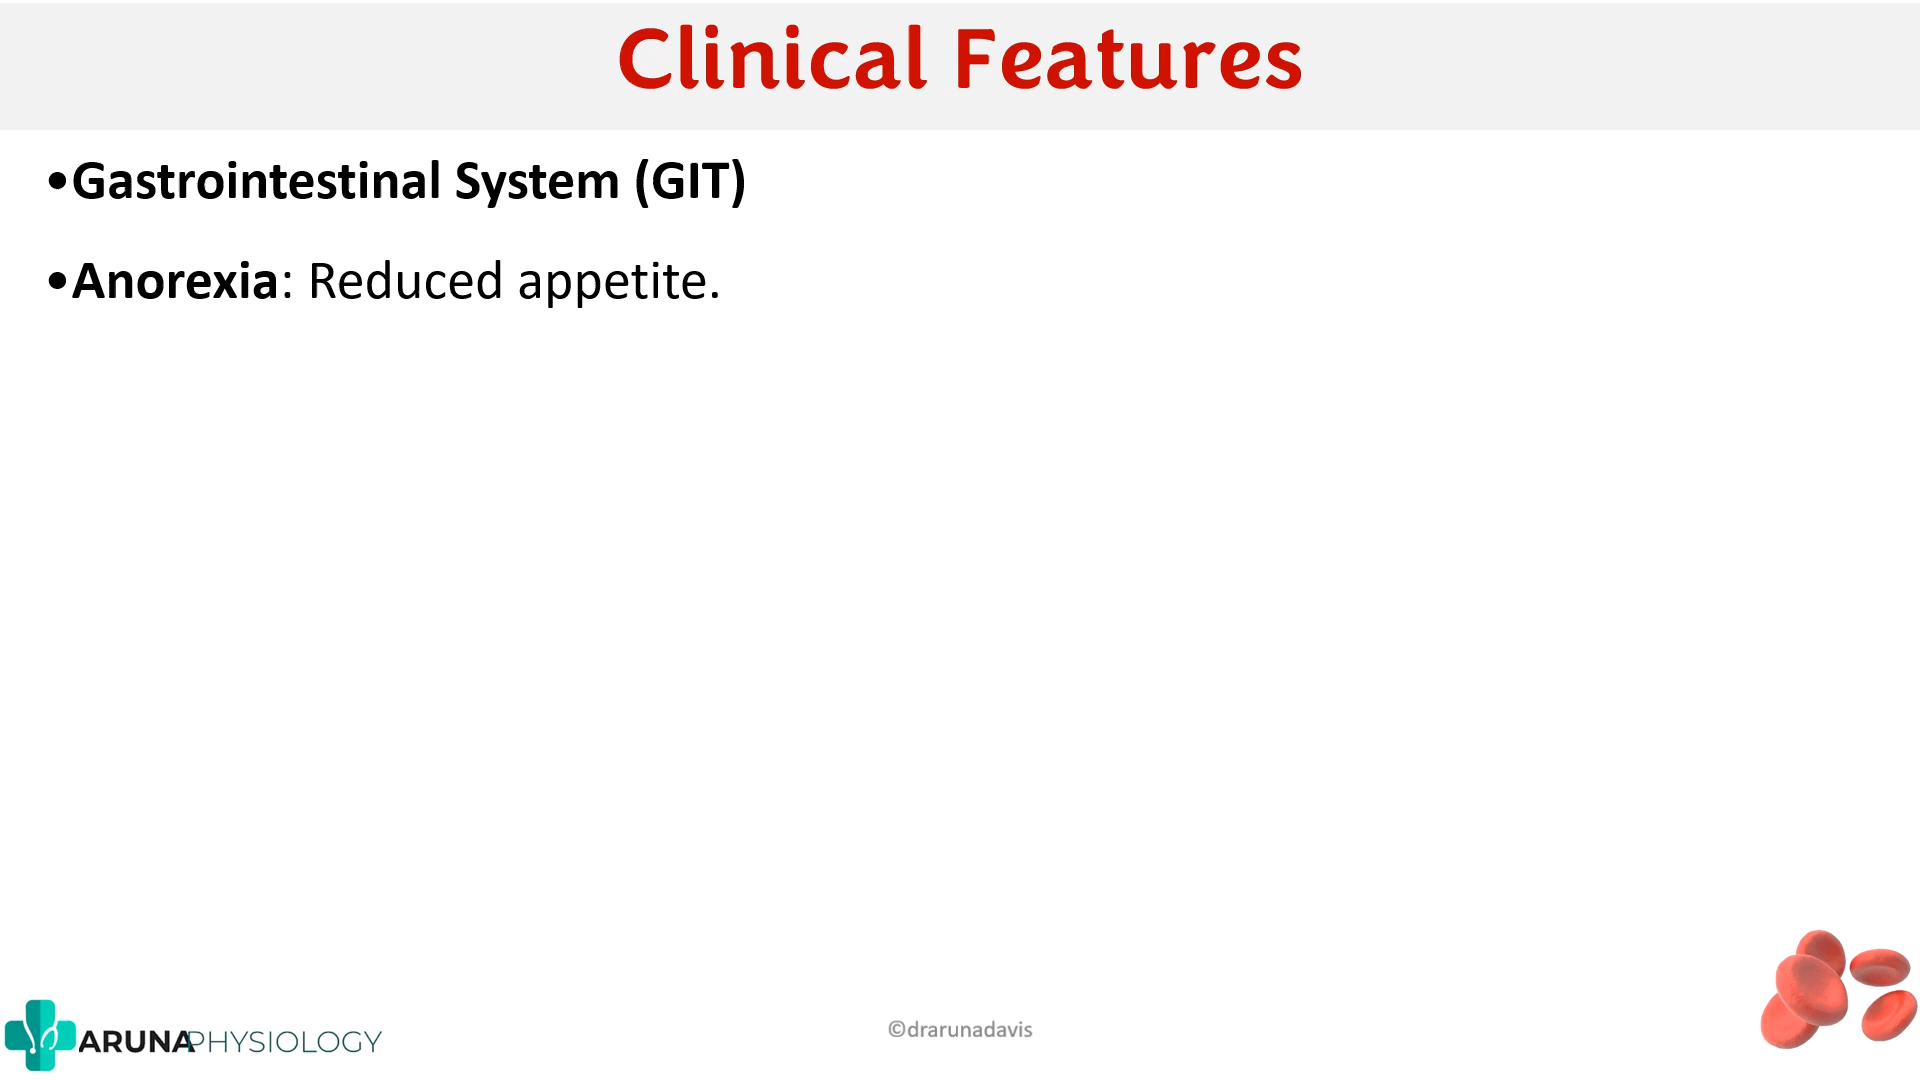 Clinical Features
•Gastrointestinal System (GIT)
•Anorexia: Reduced appetite.
©drarunadavis
ARUNAPHYSIOLOGY